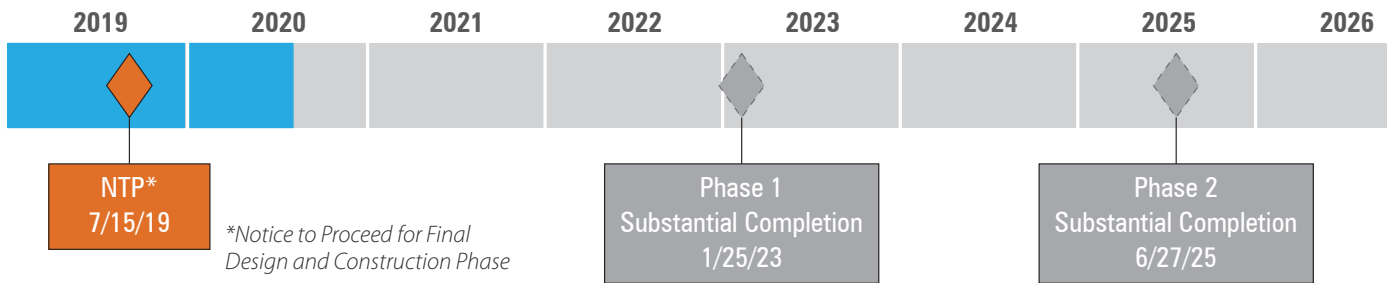 2019 2020 2021 2022 2023 2024 2025 2026
NTP*
7/15/19
*Notice to Proceed for Final
Design and Construction Phase
Phase 1
Substantial Completion
1/25/23
Phase 2
Substantial Completion
6/27/25